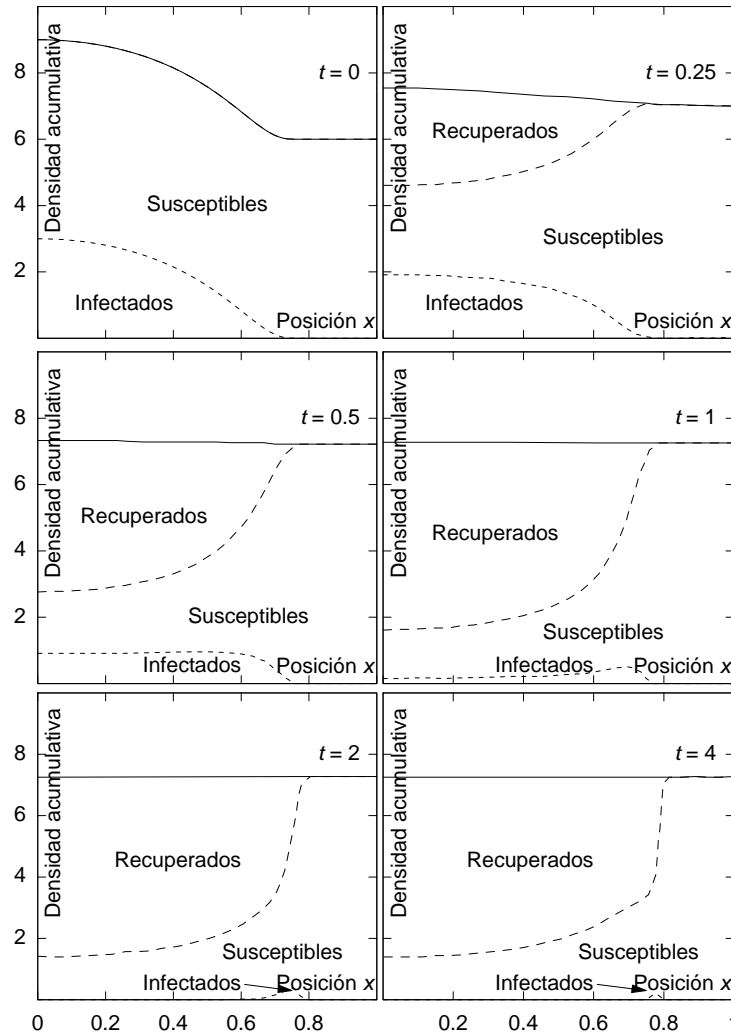 Densidad acumulativa
8
6
4
2
t = 0
Susceptibles
Infectados
Posición x
Densidad acumulativa
t = 0.25
Recuperados
Susceptibles
Infectados
Posición x
Densidad acumulativa
8
6
4
2
t = 0.5
Recuperados
Susceptibles
Infectados
Posición x
Densidad acumulativa
t = 1
Recuperados
Susceptibles
Infectados
Posición x
Densidad acumulativa
8
6
4
2
t = 2
Recuperados
Susceptibles
Infectados
Posición x
0 0.2 0.4 0.6 0.8
Densidad acumulativa
t = 4
Recuperados
Susceptibles
Infectados
Posición x
0.2 0.4 0.6 0.8 1